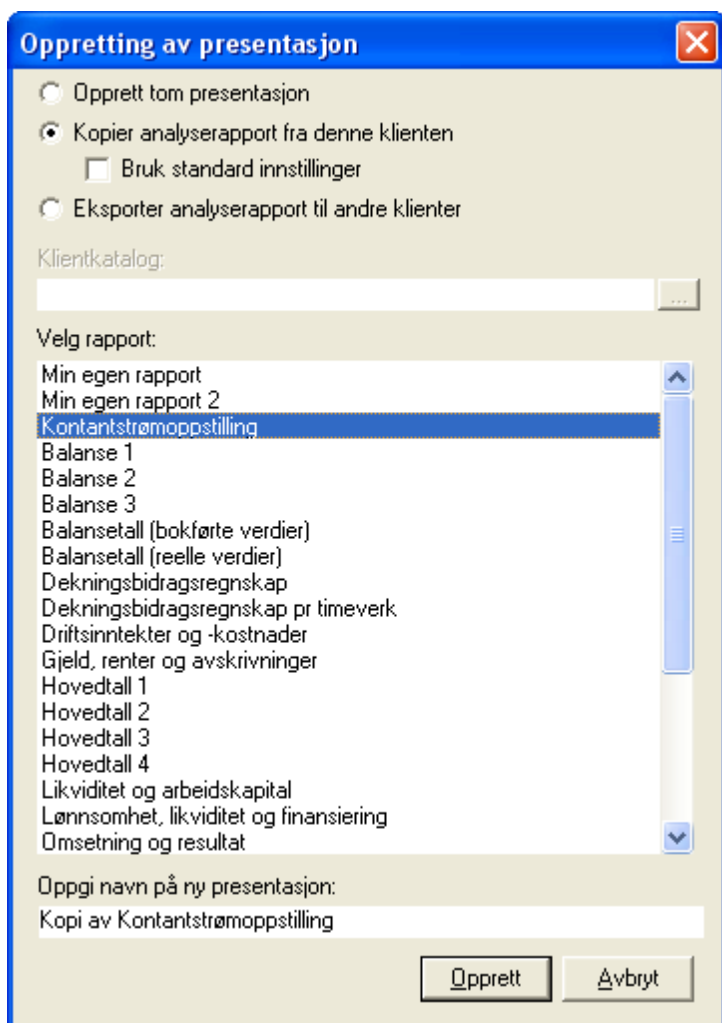 Oppretting av presentasjon
Opprett tom presentasjon
Kopier analyserapport fra denne klienten
Bruk standard innstillinger
Eksporter analyserapport til andre klienter
Klientkatalog:
...
Velg rapport:
Min egen rapport
Min egen rapport 2
Kontantstrømoppstilling
Balanse 1
Balanse 2
Balanse 3
Balansetall (bokførte verdier)
Balansetall (reelle verdier)
Dekningsbidragsregnskap
Dekningsbidragsregnskap pr timeverk
Driftsinntekter og -kostnader
Gjeld, renter og avskrivninger
Hovedtall 1
Hovedtall 2
Hovedtall 3
Hovedtall 4
Likviditet og arbeidskapital
Lønnsomhet, likviditet og finansiering
Omsetning og resultat
Oppgi navn på ny presentasjon:
Kopi av Kontantstrømoppstilling
Opprett Avbryt